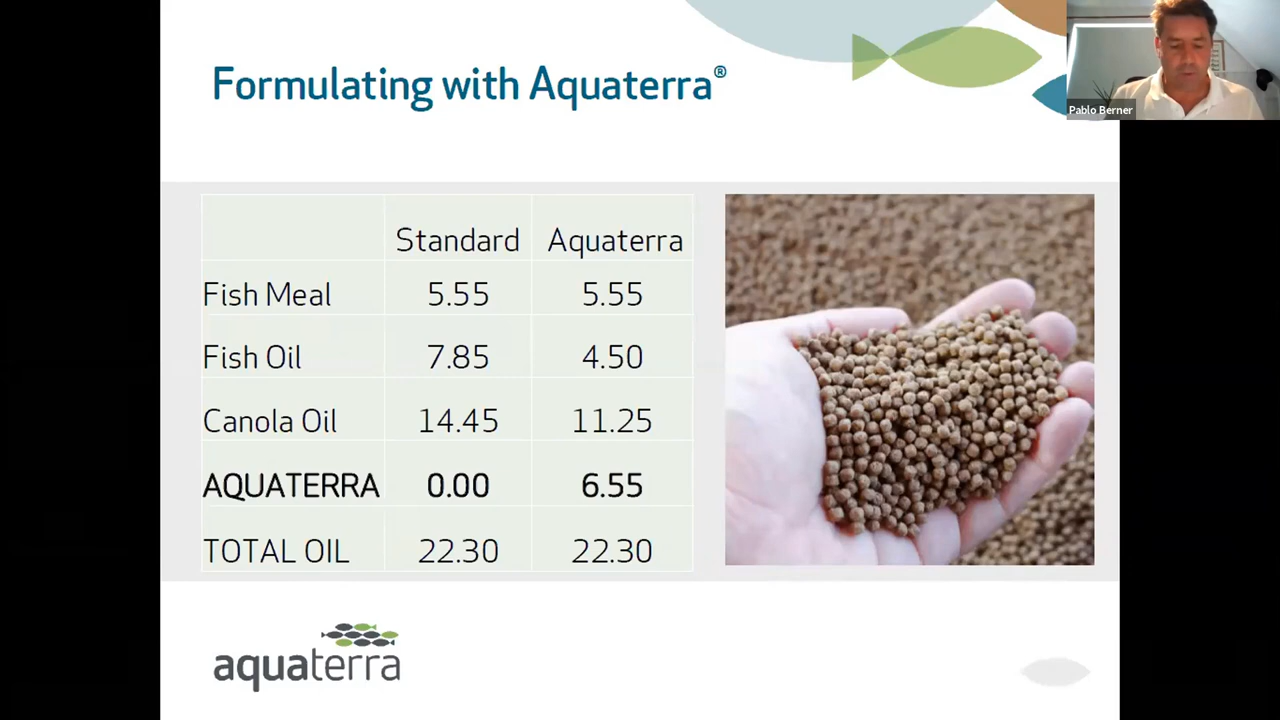 Formulating with Aquaterra®
Pablo Berner
Standard Aquaterra
Fish Meal 5.55 5.55
Fish Oil 7.85 4.50
Canola Oil 14.45 11.25
AQUATERRA 0.00 6.55
TOTAL OIL 22.30 22.30
aquaterra